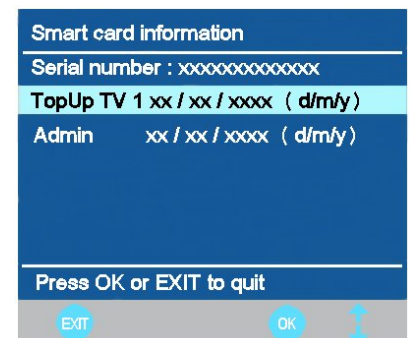 Smart card information
Serial number : xxxxxxxxxxxxx
TopUp TV 1 xx / xx / xxxx ( d/m/y )
Admin xx / xx / xxxx ( d/m/y )
Press OK or EXIT to quit
EXIT OK